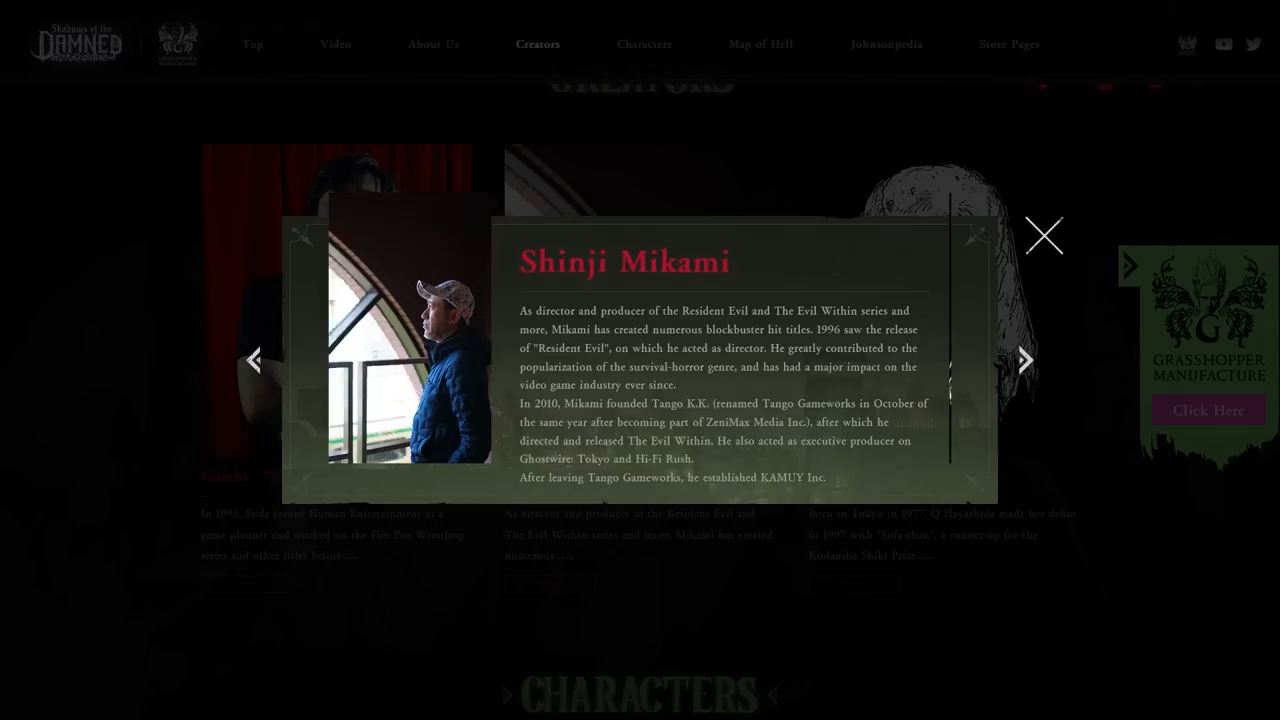 Shadows of the
DAMNED
Top
Video
About Us
Creators
Characters
Map of Hell
Johnsonpedia
Store Pages
CREATORS
Shinji Mikami
As director and producer of the Resident Evil and The Evil Within series and
more, Mikami has created numerous blockbuster hit titles. 1996 saw the release
of "Resident Evil", on which he acted as director. He greatly contributed to the
popularization of the survival-horror genre, and has had a major impact on the
video game industry ever since.
In 2010, Mikami founded Tango K.K. (renamed Tango Gameworks in October of
the same year after becoming part of ZeniMax Media Inc.), after which he
directed and released The Evil Within. He also acted as executive producer on
Ghostwire: Tokyo and Hi-Fi Rush.
After leaving Tango Gameworks, he established KAMUY Inc.
G
GRASSHOPPER
MANUFACTURE
Click Here
In 1993, Suda joined Human Entertainment as a
game planner and worked on the Fire Pro Wrestling
series and other titles before......
As director and producer of the Resident Evil and
The Evil Within series and more, Mikami has created
numerous ......
Born in Tokyo in 1977, Q Hayashida made her debut
in 1997 with "Sofa-chan", a runner-up for the
Kodansha Shiki Prize......
CHARACTERS